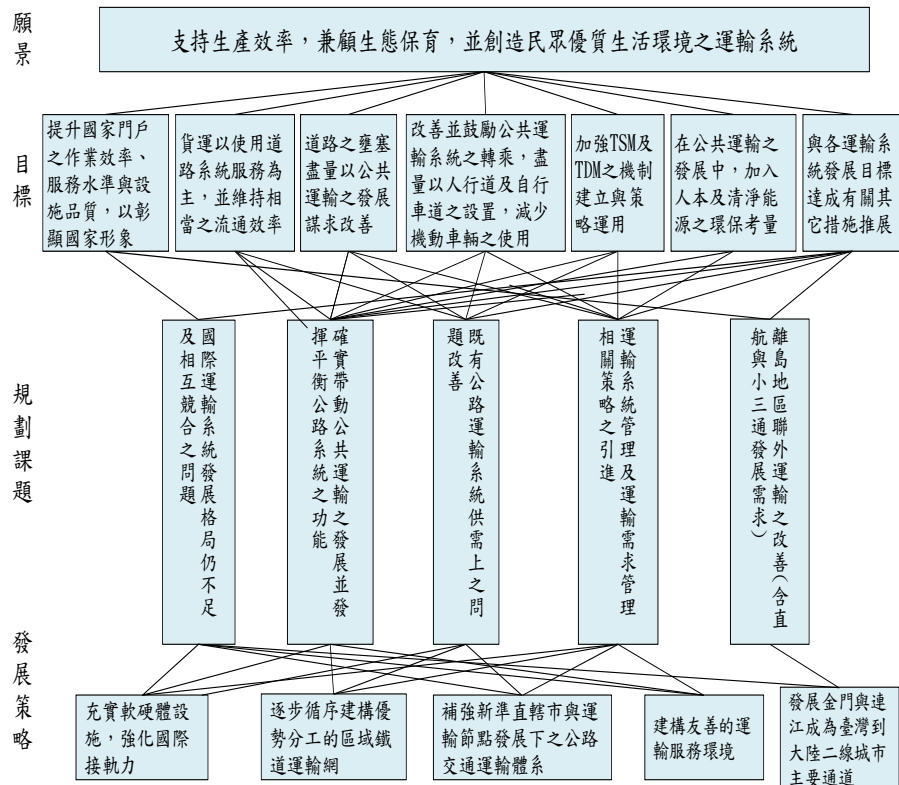 願景
支持生產效率，兼顧生態保育，並創造民眾優質生活環境之運輸系統
目標
提升國家門戶
之作業效率、
服務水準與設
施品質，以彰
顯國家形象
貨運以使用道
路系統服務為
主，並維持相
當之流通效率
道路之壅塞
盡量以公共
運輸之發展
謀求改善
改善並鼓勵公共運
輸系統之轉乘，盡
量以人行道及自行
車道之設置，減少
機動車輛之使用
加強TSM及
TDM之機制
建立與策
略運用
在公共運輸之
發展中，加入
人本及清淨能
源之環保考量
與各運輸系
統發展目標
達成有關其
它措施推展
規劃課題
國際運輸系統發展格局仍不足
及相互競合之問題
確實帶動公共運輸之發展並發
揮平衡公路系統之功能
既有公路運輸系統供需上之問
題改善
運輸系統管理及運輸需求管理
相關策略之引進
離島地區聯外運輸之改善(含直
航與小三通發展需求)
發展策略
充實軟硬體設
施，強化國際
接軌力
逐步循序建構優
勢分工的區域鐵
道運輸網
補強新準直轄市與運
輸節點發展下之公路
交通運輸體系
建構友善的運
輸服務環境
發展金門與連
江成為臺灣到
大陸二線城市
主要通道